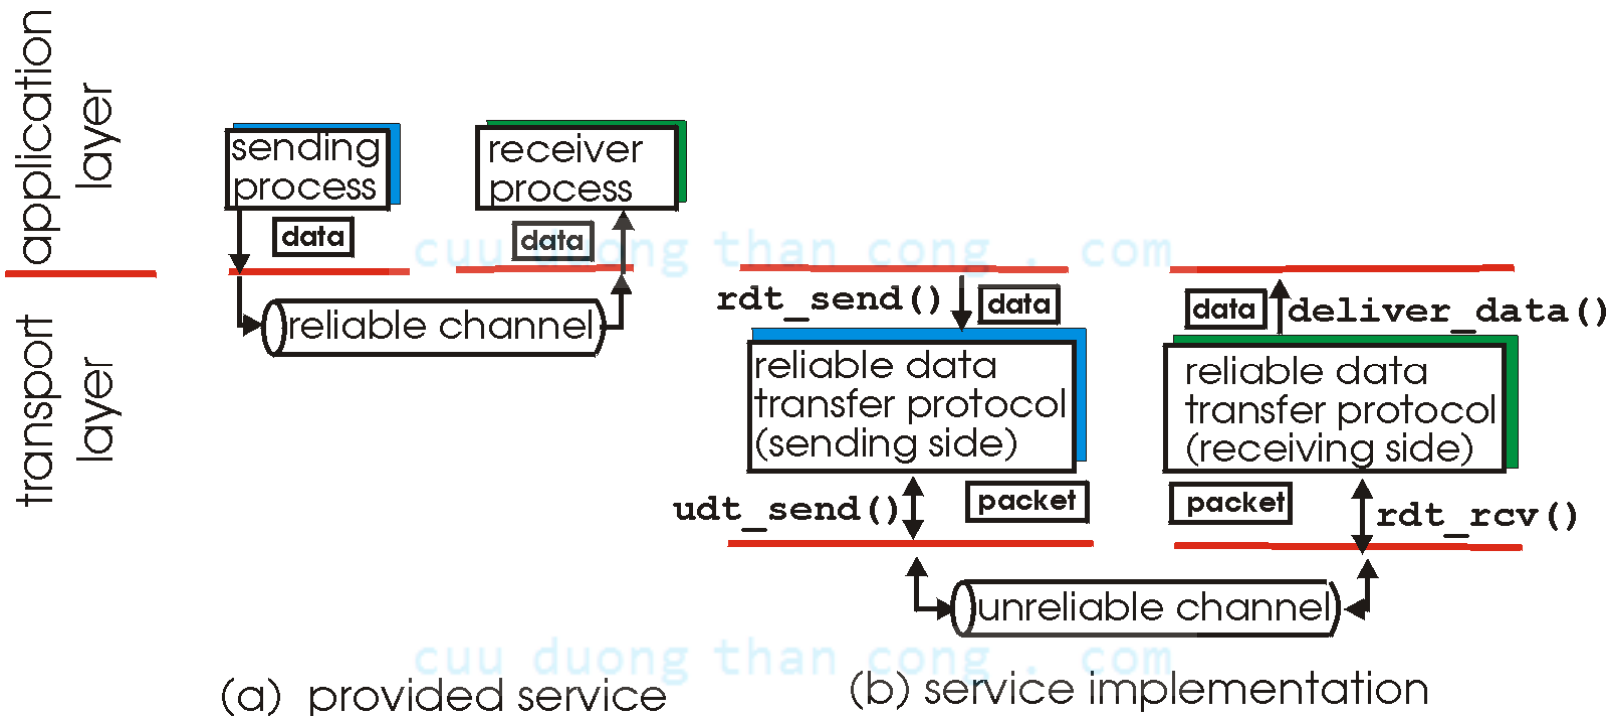 application
layer
transport
layer
sending
process
receiver
process
data
data
reliable channel
(a) provided service
rdt_send()
data
data
deliver_data()
reliable data
transfer protocol
(sending side)
reliable data
transfer protocol
(receiving side)
udt_send()
packet
packet
rdt_rcv()
unreliable channel
(b) service implementation
cuu duong than cong . com
cuu duong than cong . com